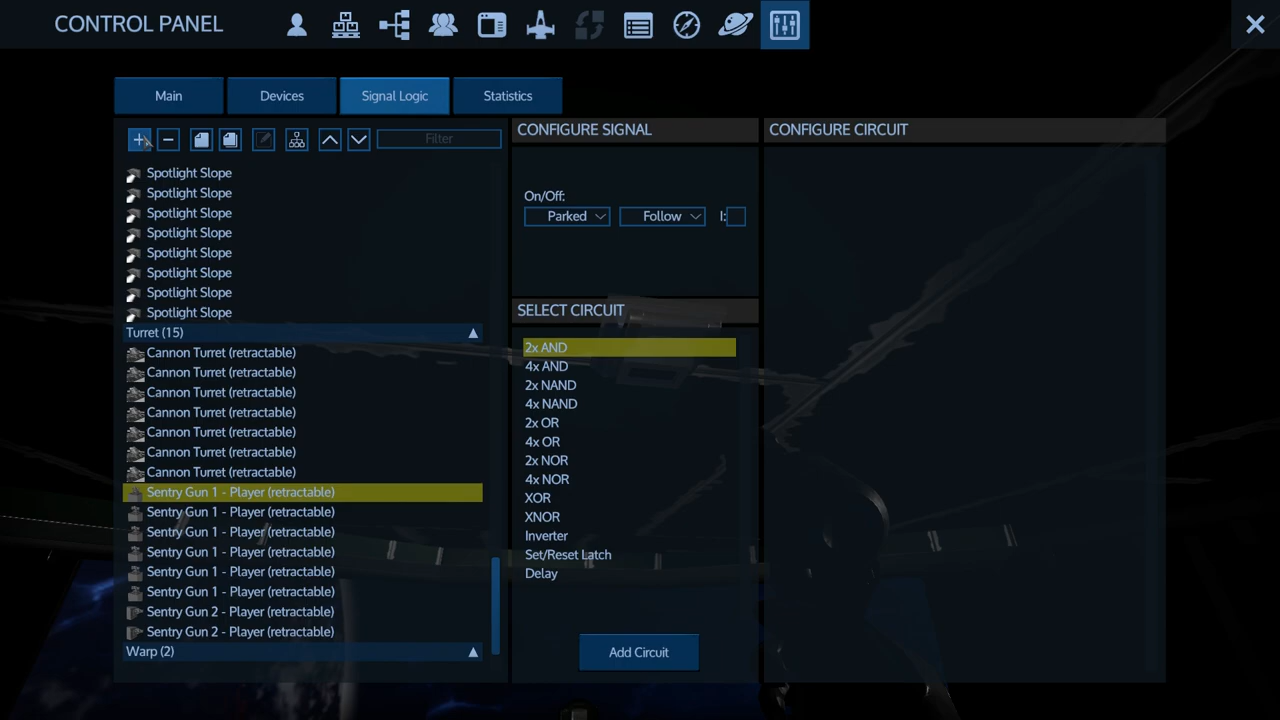 CONTROL PANEL
Main
Devices
Signal Logic
Statistics
Filter
Spotlight Slope
Spotlight Slope
Spotlight Slope
Spotlight Slope
Spotlight Slope
Spotlight Slope
Spotlight Slope
Spotlight Slope
Turret (15)
Cannon Turret (retractable)
Cannon Turret (retractable)
Cannon Turret (retractable)
Cannon Turret (retractable)
Cannon Turret (retractable)
Cannon Turret (retractable)
Cannon Turret (retractable)
Sentry Gun 1 - Player (retractable)
Sentry Gun 1 - Player (retractable)
Sentry Gun 1 - Player (retractable)
Sentry Gun 1 - Player (retractable)
Sentry Gun 1 - Player (retractable)
Sentry Gun 1 - Player (retractable)
Sentry Gun 2 - Player (retractable)
Sentry Gun 2 - Player (retractable)
Warp (2)
CONFIGURE SIGNAL
On/Off:
Parked
Follow
I:
SELECT CIRCUIT
2x AND
4x AND
2x NAND
4x NAND
2x OR
4x OR
2x NOR
4x NOR
XOR
XNOR
Inverter
Set/Reset Latch
Delay
Add Circuit
CONFIGURE CIRCUIT